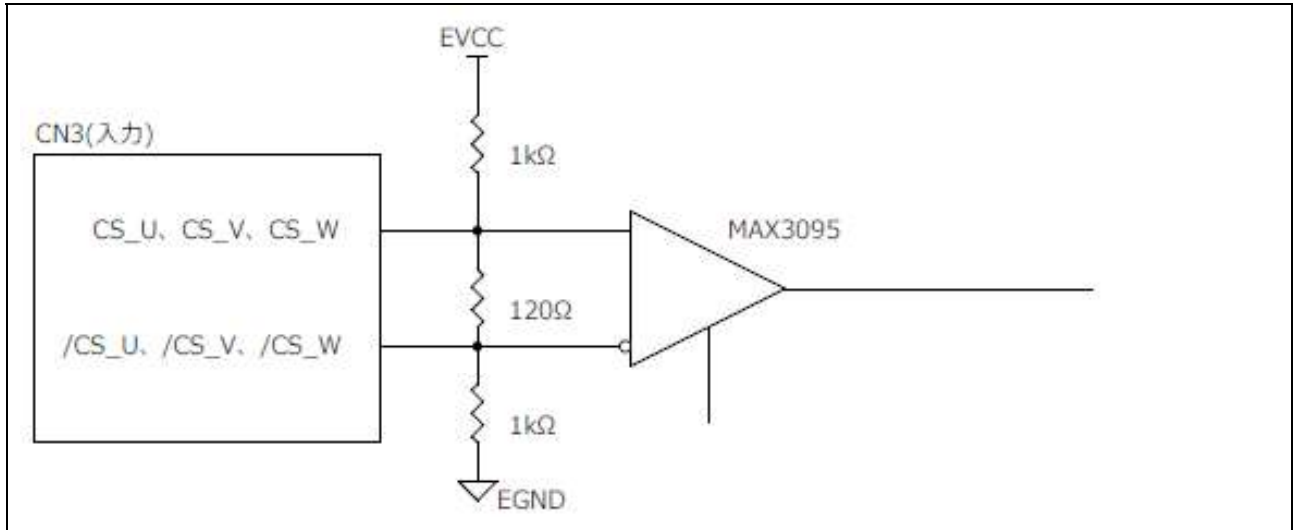 EVCC
CN3(入力)
1kΩ
CS_U、CS_V、CS_W
MAX3095
120Ω
/CS_U、/CS_V、/CS_W
1kΩ
EGND